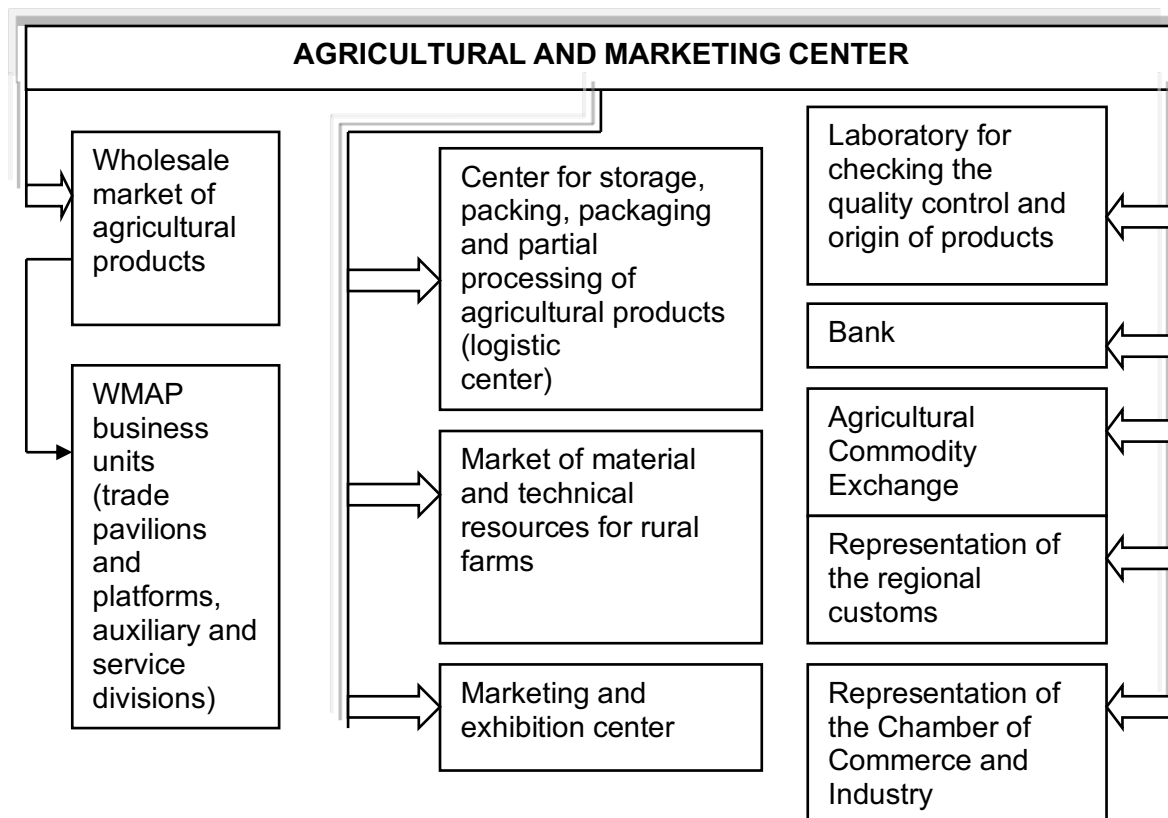 AGRICULTURAL AND MARKETING CENTER
Wholesale
market of
agricultural
products
WMAP
business
units
(trade
pavilions
and
platforms,
auxiliary and
service
divisions)
Center for storage,
packing, packaging
and partial
processing of
agricultural products
(logistic
center)
Market of material
and technical
resources for rural
farms
Marketing and
exhibition center
Laboratory for
checking the
quality control and
origin of products
Bank
Agricultural
Commodity
Exchange
Representation of
the regional
customs
Representation of
the Chamber of
Commerce and
Industry